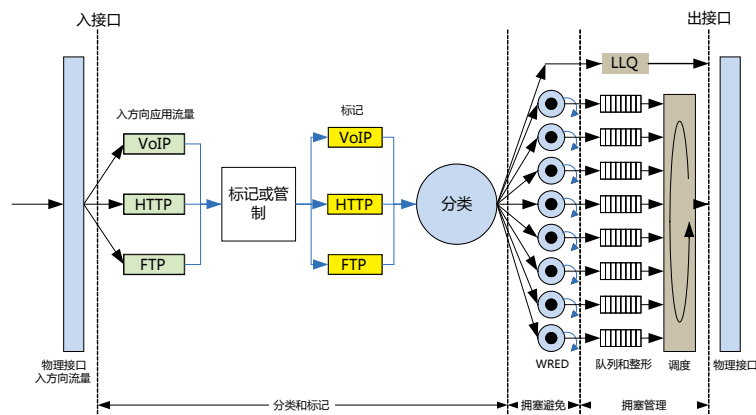 入接口
出接口
入方向应用流量
标记
LLQ
VoIP
HTTP
FTP
标记或管
制
VoIP
HTTP
FTP
分类
物理接口
入方向流量
WRED
队列和整形
调度
物理接口
分类和标记
拥塞避免
拥塞管理